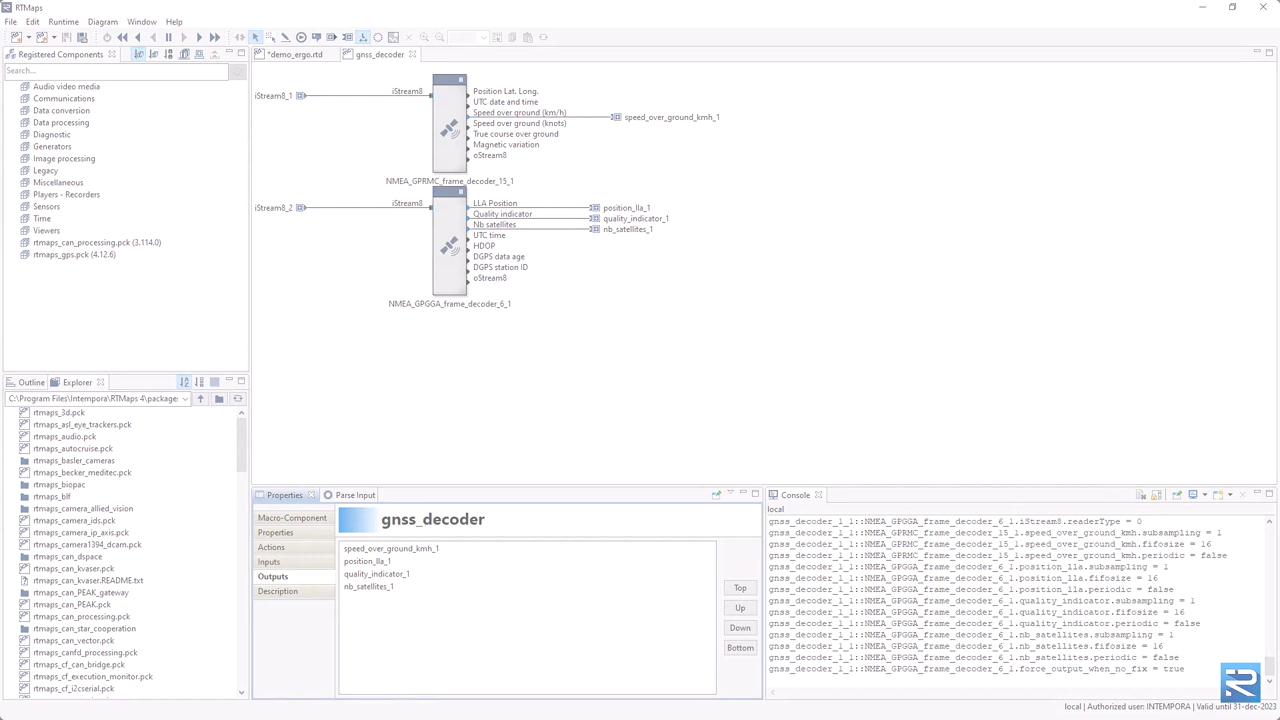 RTMaps
File Edit Runtime Diagram Window Help
Registered Components
Search...
Audio video media
Communications
Data conversion
Data processing
Diagnostic
Generators
Image processing
Legacy
Miscellaneous
Players - Recorders
Sensors
Time
Viewers
rtmaps_can_processing.pck (3.114.0)
rtmaps_gps.pck (4.12.6)
Outline Explorer
C:\Program Files\Intempora\RTMaps 4\package
rtmaps_3d.pck
rtmaps_asl_eye_trackers.pck
rtmaps_audio.pck
rtmaps_autocruise.pck
rtmaps_basler_cameras
rtmaps_becker_meditec.pck
rtmaps_biopac
rtmaps_blf
rtmaps_camera_allied_vision
rtmaps_camera_ids.pck
rtmaps_camera_ip_axis.pck
rtmaps_camera1394_dcam.pck
rtmaps_can_dspace
rtmaps_can_kvaser.pck
rtmaps_can_kvaser.README.txt
rtmaps_can_PEAK_gateway
rtmaps_can_PEAK.pck
rtmaps_can_processing.pck
rtmaps_can_star_cooperation
rtmaps_can_vector.pck
rtmaps_canfd_processing.pck
rtmaps_cf_can_bridge.pck
rtmaps_cf_execution_monitor.pck
rtmaps_cf_i2cserial.pck
*demo_ergo.rtd gnss_decoder
iStream8_1
iStream8
Position Lat. Long.
UTC date and time
Speed over ground (km/h)
Speed over ground (knots)
True course over ground
Magnetic variation
oStream8
speed_over_ground_kmh_1
NMEA_GPRMC_frame_decoder_15_1
iStream8_2
iStream8
LLA Position
Quality indicator
Nb satellites
UTC time
HDOP
DGPS data age
DGPS station ID
oStream8
position_lla_1
quality_indicator_1
nb_satellites_1
NMEA_GPGGA_frame_decoder_6_1
Properties Parse Input
Macro-Component
Properties
Actions
Inputs
Outputs
Description
gnss_decoder
speed_over_ground_kmh_1
position_lla_1
quality_indicator_1
nb_satellites_1
Top
Up
Down
Bottom
Console
local
gnss_decoder_1_1::NMEA_GPGGA_frame_decoder_6_1.iStream8.readerType = 0
gnss_decoder_1_1::NMEA_GPRMC_frame_decoder_15_1.speed_over_ground_kmh.subsampling = 1
gnss_decoder_1_1::NMEA_GPRMC_frame_decoder_15_1.speed_over_ground_kmh.fifosize = 16
gnss_decoder_1_1::NMEA_GPRMC_frame_decoder_15_1.speed_over_ground_kmh.periodic = false
gnss_decoder_1_1::NMEA_GPGGA_frame_decoder_6_1.position_lla.subsampling = 1
gnss_decoder_1_1::NMEA_GPGGA_frame_decoder_6_1.position_lla.fifosize = 16
gnss_decoder_1_1::NMEA_GPGGA_frame_decoder_6_1.position_lla.periodic = false
gnss_decoder_1_1::NMEA_GPGGA_frame_decoder_6_1.quality_indicator.subsampling = 1
gnss_decoder_1_1::NMEA_GPGGA_frame_decoder_6_1.quality_indicator.fifosize = 16
gnss_decoder_1_1::NMEA_GPGGA_frame_decoder_6_1.quality_indicator.periodic = false
gnss_decoder_1_1::NMEA_GPGGA_frame_decoder_6_1.nb_satellites.subsampling = 1
gnss_decoder_1_1::NMEA_GPGGA_frame_decoder_6_1.nb_satellites.fifosize = 16
gnss_decoder_1_1::NMEA_GPGGA_frame_decoder_6_1.nb_satellites.periodic = false
gnss_decoder_1_1::NMEA_GPGGA_frame_decoder_6_1.force_output_when_no_fix = true
local | Authorized user: INTEMPORA | Valid until 31-dec-2023